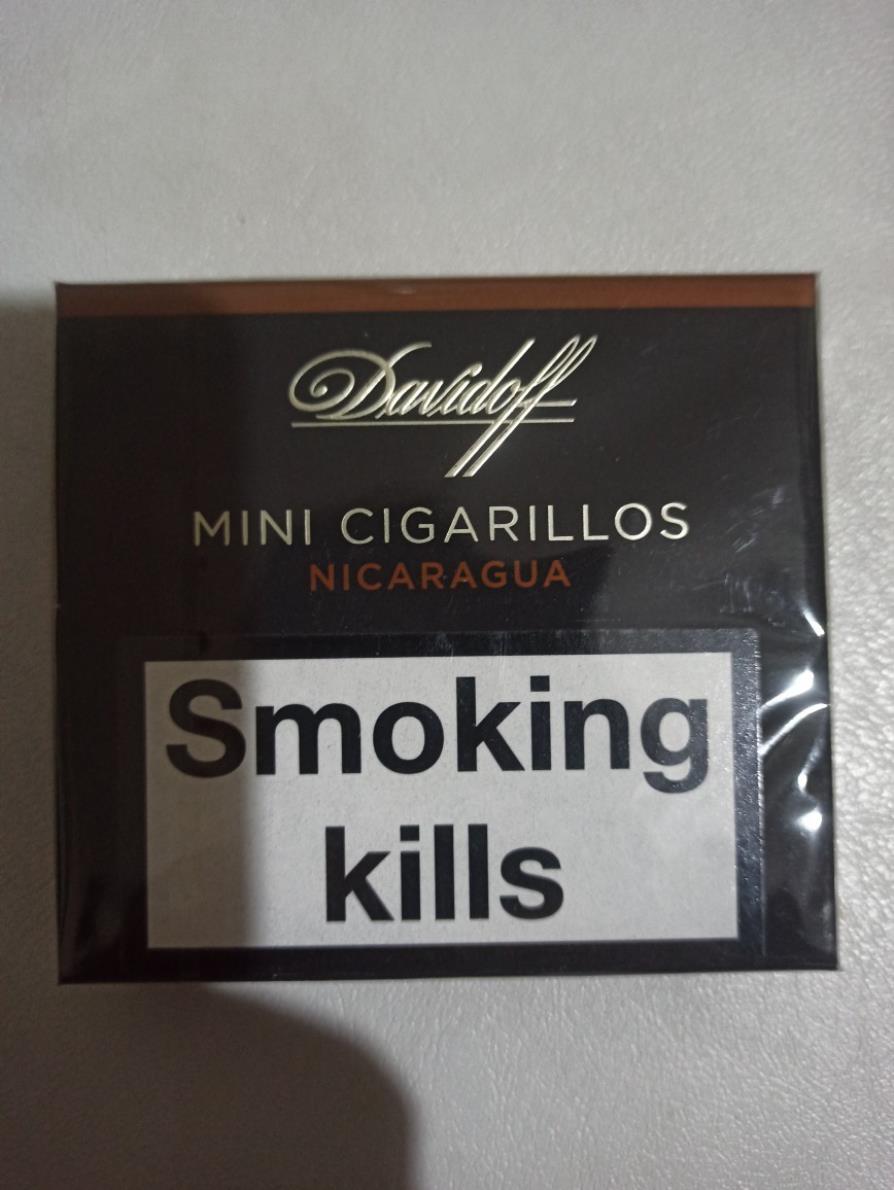 Davidoff
MINI CIGARILLOS
NICARAGUA
Smoking
kills